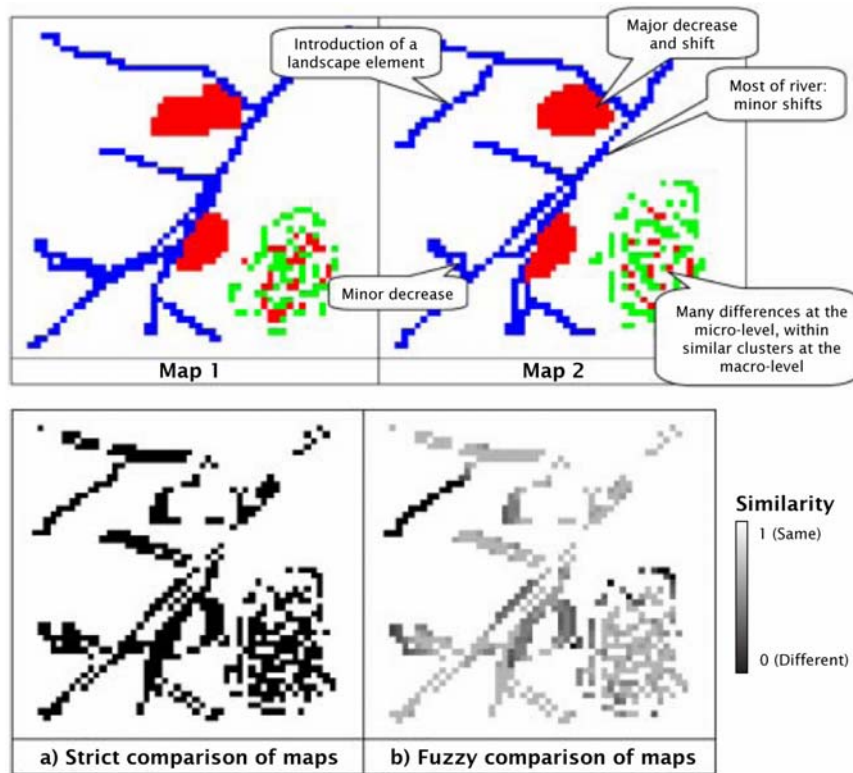 Introduction of a
landscape element
Major decrease
and shift
Most of river:
minor shifts
Minor decrease
Many differences at the
micro-level, within
similar clusters at the
macro-level
Map 1
Map 2
Similarity
1 (Same)
0 (Different)
a) Strict comparison of maps
b) Fuzzy comparison of maps